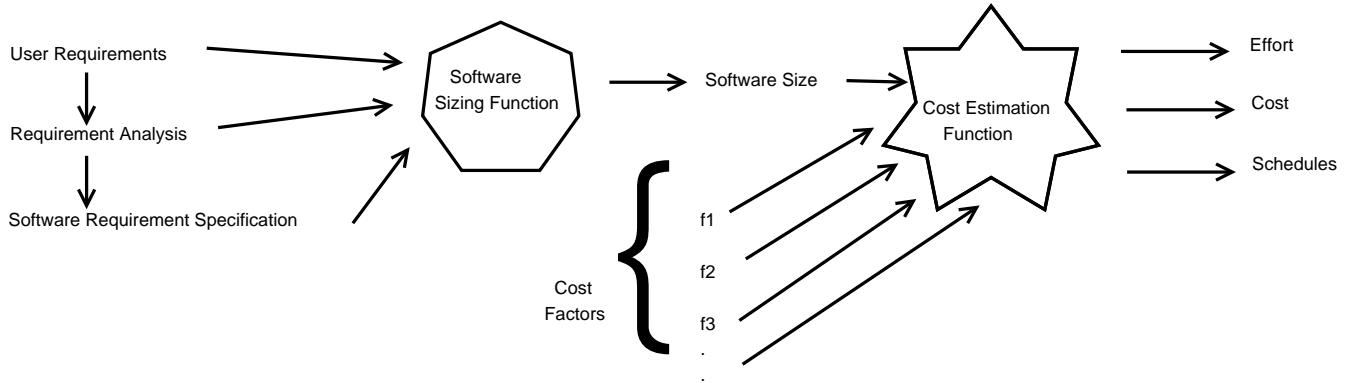 User Requirements
Requirement Analysis
Software Requirement Specification
Software
Sizing Function
Software Size
Cost
Factors
f1
f2
f3
.
.
Cost Estimation
Function
Effort
Cost
Schedules